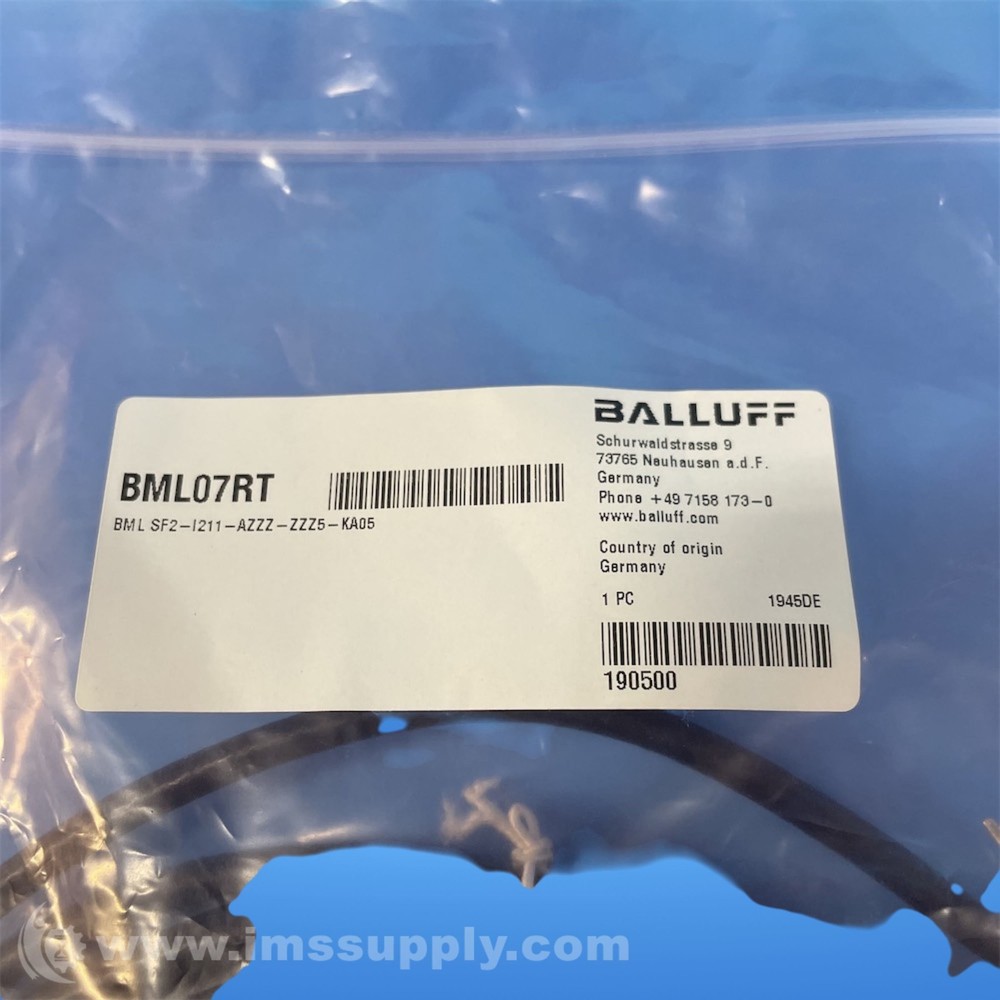 BALLUFF
Schurwaldstrasse 9
73765 Neuhausen a.d.F.
Germany
Phone +49 7158 173-0
www.balluff.com
Country of origin
Germany
1 PC 1945DE
190500
BML07RT
BML SF2-I211-AZZZ-ZZZ5-KA05
www.imssupply.com